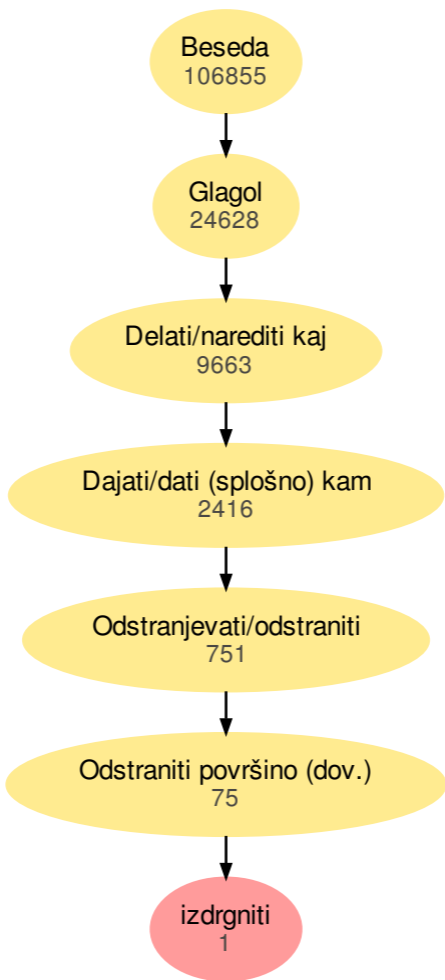 Beseda
106855
Glagol
24628
Delati/narediti kaj
9663
Dajati/dati (splošno) kam
2416
Odstranjevati/odstraniti
751
Odstraniti površino (dov.)
75
izdrgniti
1